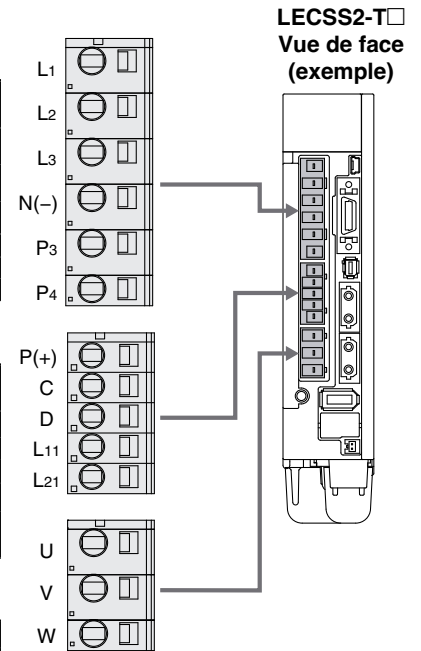 LECSS2-T□
Vue de face
(exemple)
L1
L2
L3
N(−)
P3
P4
P(+)
C
D
L11
L21
U
V
W